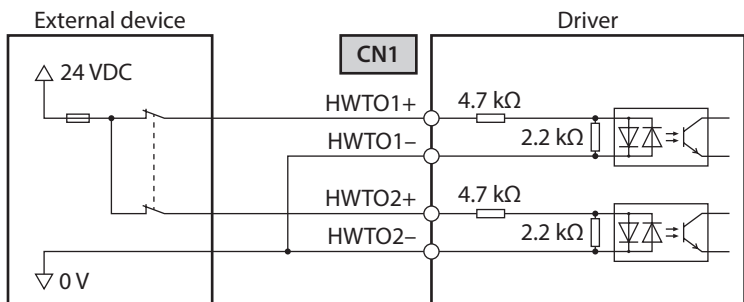 External device
Driver
CN1
24 VDC
HWTO1+
4.7 kΩ
HWTO1–
2.2 kΩ
HWTO2+
4.7 kΩ
HWTO2–
2.2 kΩ
0 V